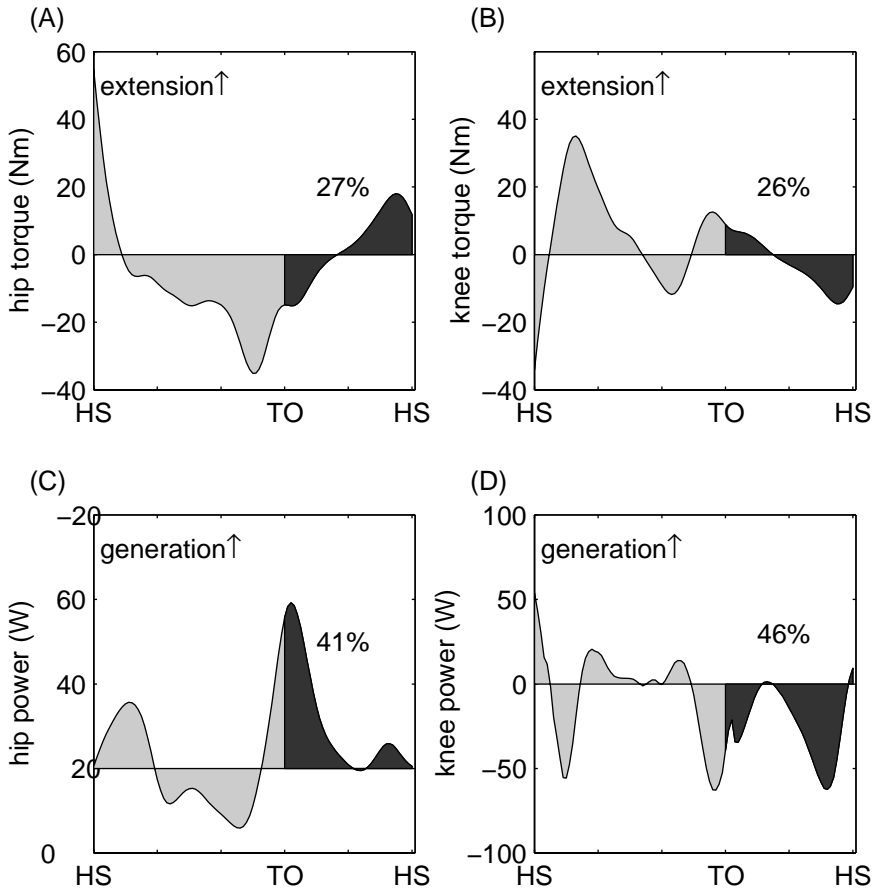 (A)
60
40
20
0
−20
−40
hip torque (Nm)
extension↑
27%
HS
TO
HS
(B)
60
40
20
0
−20
−40
knee torque (Nm)
extension↑
26%
HS
TO
HS
(C)
−20
60
40
20
0
hip power (W)
generation↑
41%
HS
TO
HS
(D)
100
50
0
−50
−100
knee power (W)
generation↑
46%
HS
TO
HS